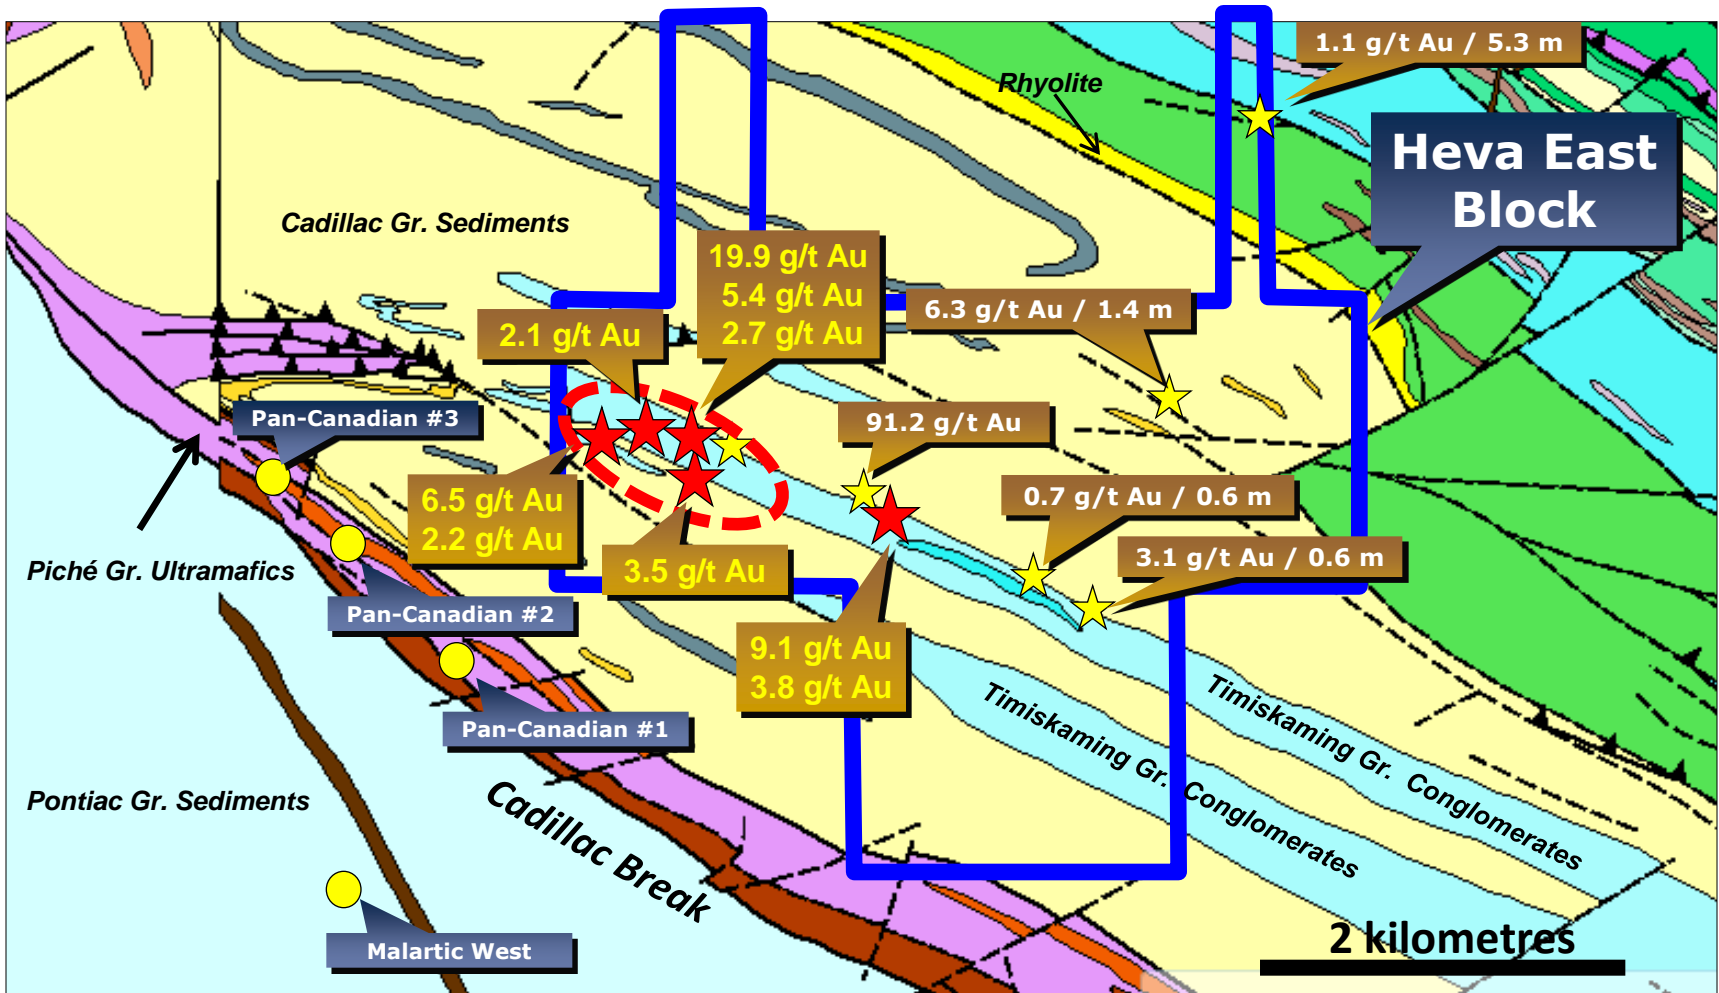 1.1 g/t Au / 5.3 m
Rhyolite
Heva East
Block
Cadillac Gr. Sediments
19.9 g/t Au
5.4 g/t Au
2.7 g/t Au
6.3 g/t Au / 1.4 m
2.1 g/t Au
Pan-Canadian #3
91.2 g/t Au
6.5 g/t Au
2.2 g/t Au
0.7 g/t Au / 0.6 m
3.1 g/t Au / 0.6 m
3.5 g/t Au
Piché Gr. Ultramafics
Pan-Canadian #2
9.1 g/t Au
3.8 g/t Au
Pan-Canadian #1
Timiskaming Gr. Conglomerates
Timiskaming Gr. Conglomerates
Pontiac Gr. Sediments
Cadillac Break
Malartic West
2 kilometres